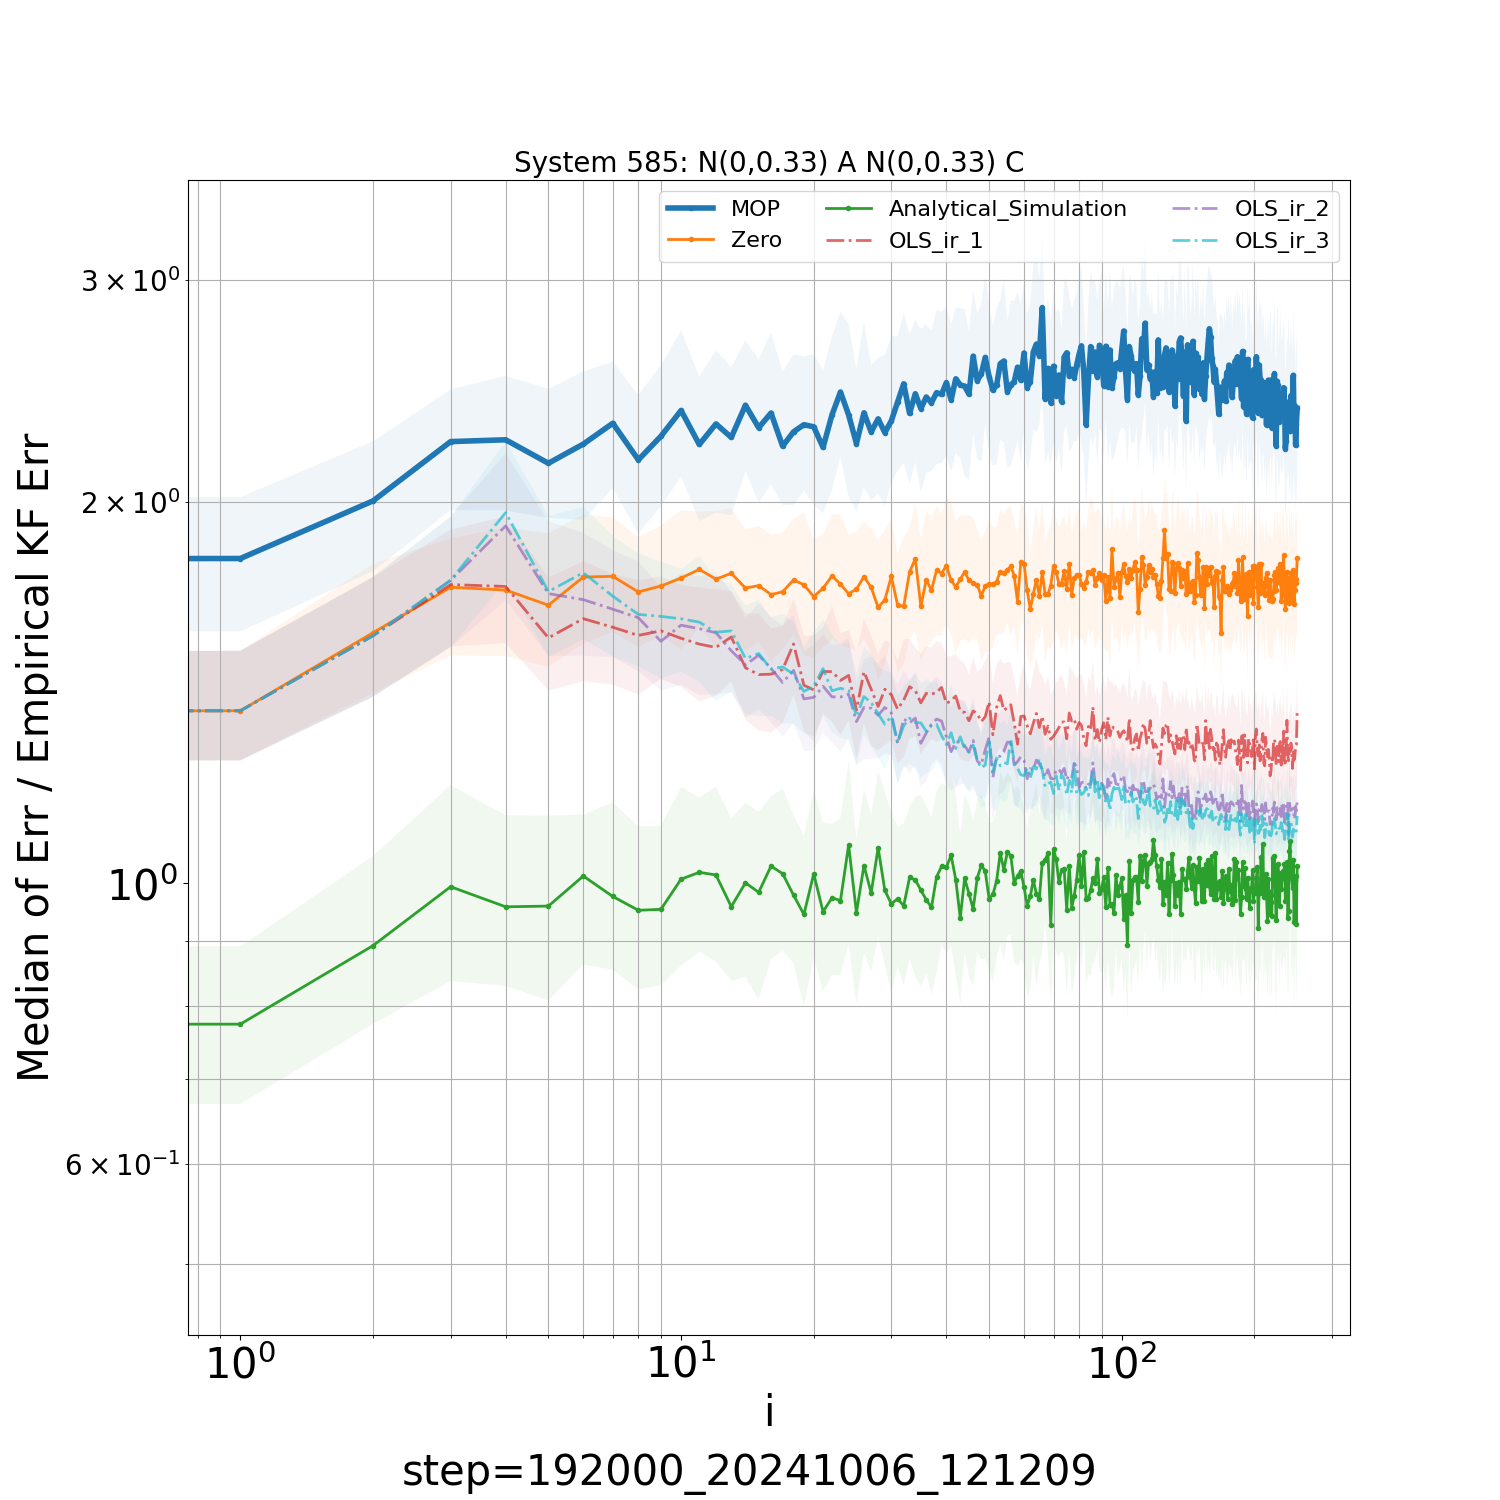 System 585: N(0,0.33) A N(0,0.33) C
MOP
Zero
Analytical_Simulation
OLS_ir_1
OLS_ir_2
OLS_ir_3
Median of Err / Empirical KF Err
3 × 10⁰
2 × 10⁰
10⁰
6 × 10⁻¹
10⁰ 10¹ 10²
i
step=192000_20241006_121209